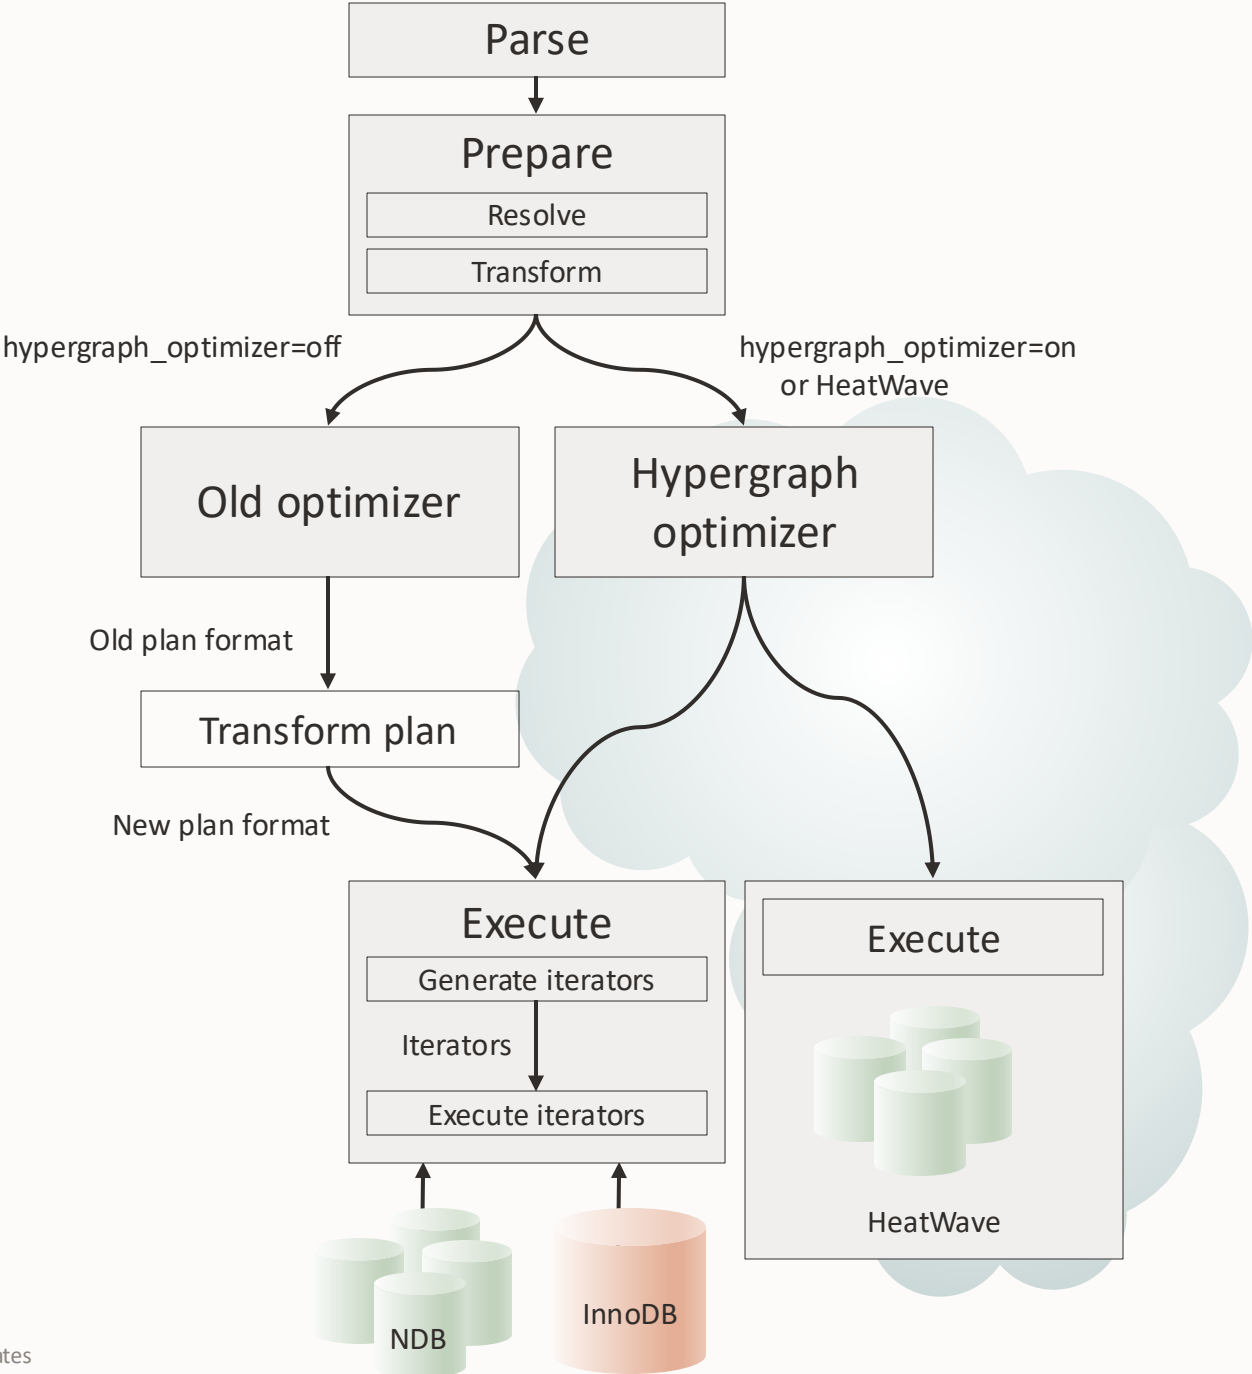 Parse
Prepare
Resolve
Transform
hypergraph_optimizer=off
hypergraph_optimizer=on
or HeatWave
Old optimizer
Hypergraph
optimizer
Old plan format
Transform plan
New plan format
Execute
Generate iterators
Iterators
Execute iterators
Execute
HeatWave
NDB
InnoDB